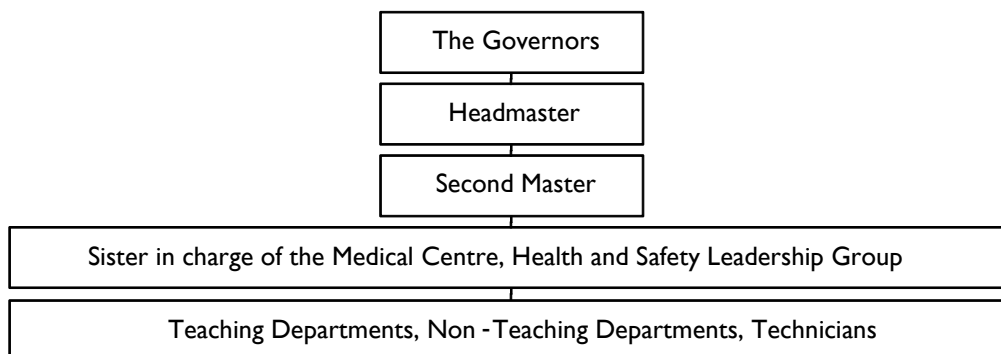 The Governors
Headmaster
Second Master
Sister in charge of the Medical Centre, Health and Safety Leadership Group
Teaching Departments, Non -Teaching Departments, Technicians